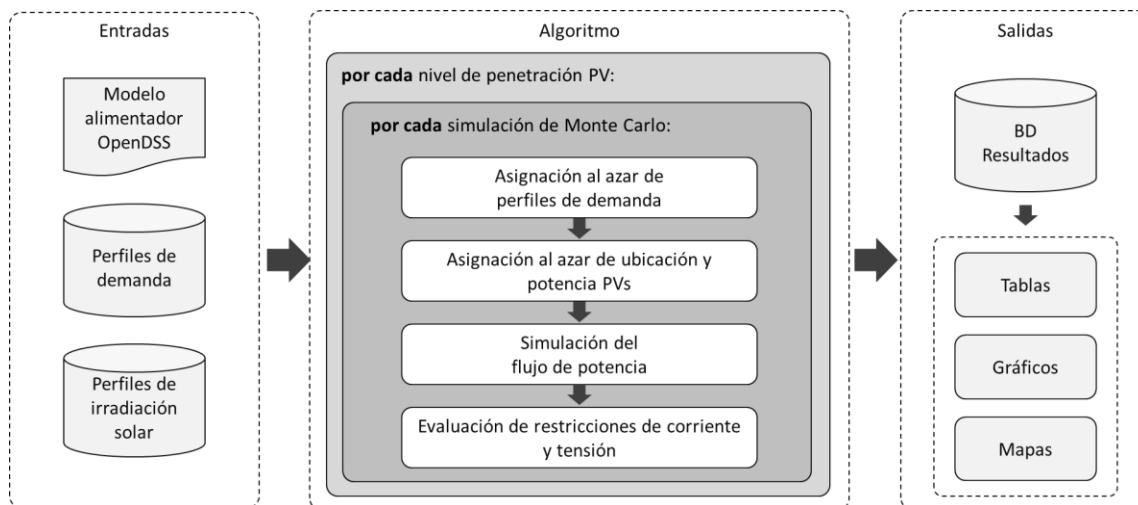 Entradas
Modelo
alimentador
OpenDSS
Perfiles de
demanda
Perfiles de
irradiación
solar
Algoritmo
por cada nivel de penetración PV:
por cada simulación de Monte Carlo:
Asignación al azar de
perfiles de demanda
Asignación al azar de ubicación y
potencia PVs
Simulación del
flujo de potencia
Evaluación de restricciones de corriente
y tensión
Salidas
BD
Resultados
Tablas
Gráficos
Mapas